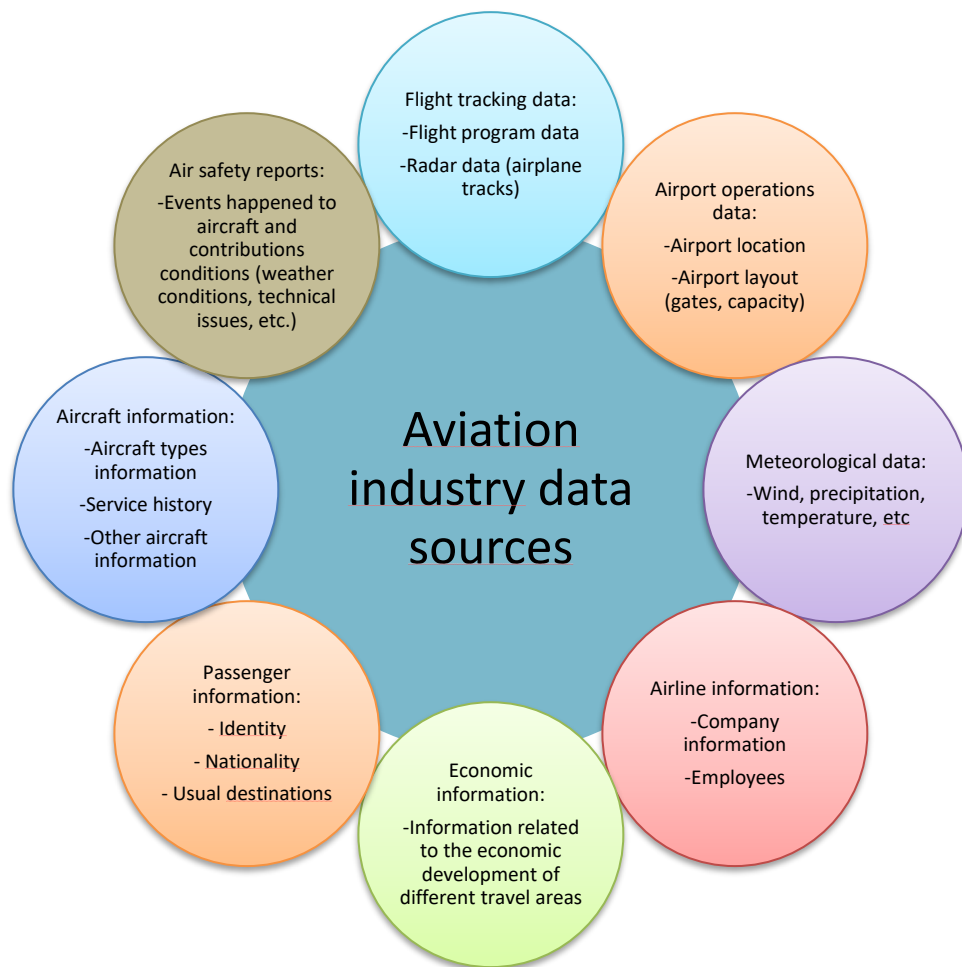 Flight tracking data:
-Flight program data
-Radar data (airplane
tracks)
Airport operations
data:
-Airport location
-Airport layout
(gates, capacity)
Meteorological data:
-Wind, precipitation,
temperature, etc
Airline information:
-Company
information
-Employees
Economic
information:
-Information related
to the economic
development of
different travel areas
Passenger
information:
- Identity
- Nationality
- Usual destinations
Aircraft information:
-Aircraft types
information
-Service history
-Other aircraft
information
Air safety reports:
-Events happened to
aircraft and
contributions
conditions (weather
conditions, technical
issues, etc.)
Aviation
industry data
sources